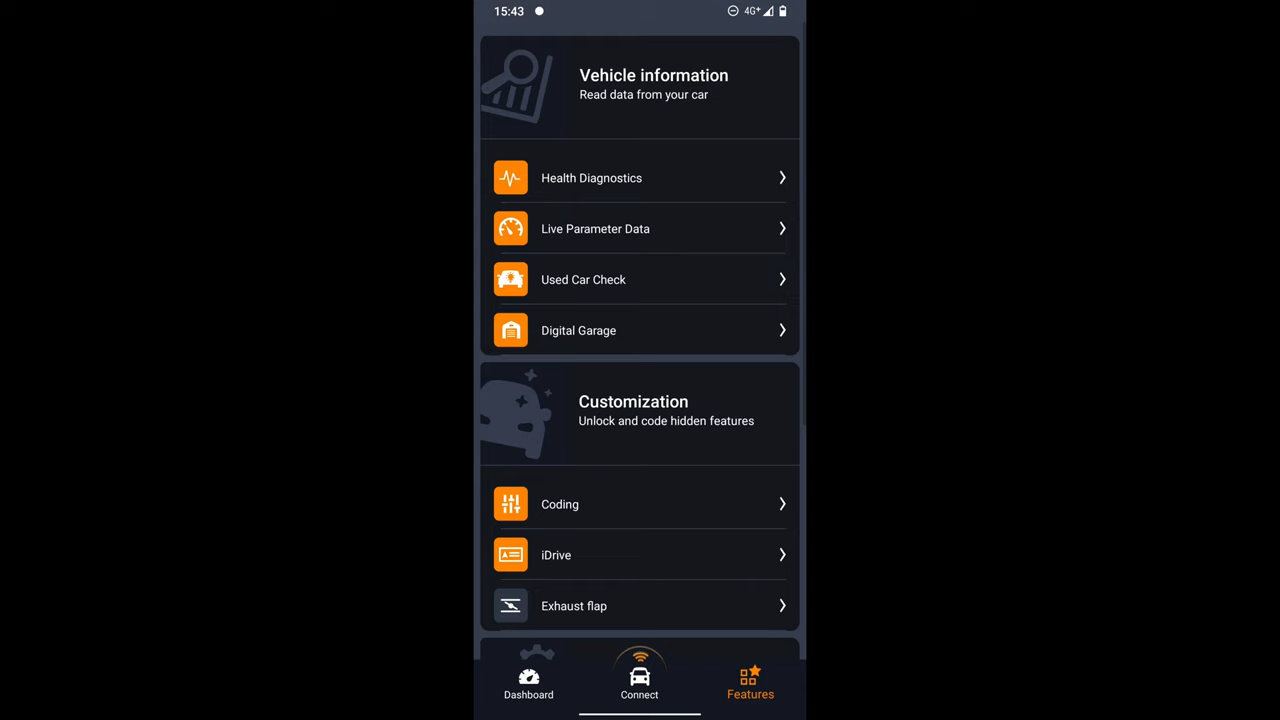 15:43
4G+
Vehicle information
Read data from your car
Health Diagnostics
Live Parameter Data
Used Car Check
Digital Garage
Customization
Unlock and code hidden features
Coding
iDrive
Exhaust flap
Dashboard
Connect
Features